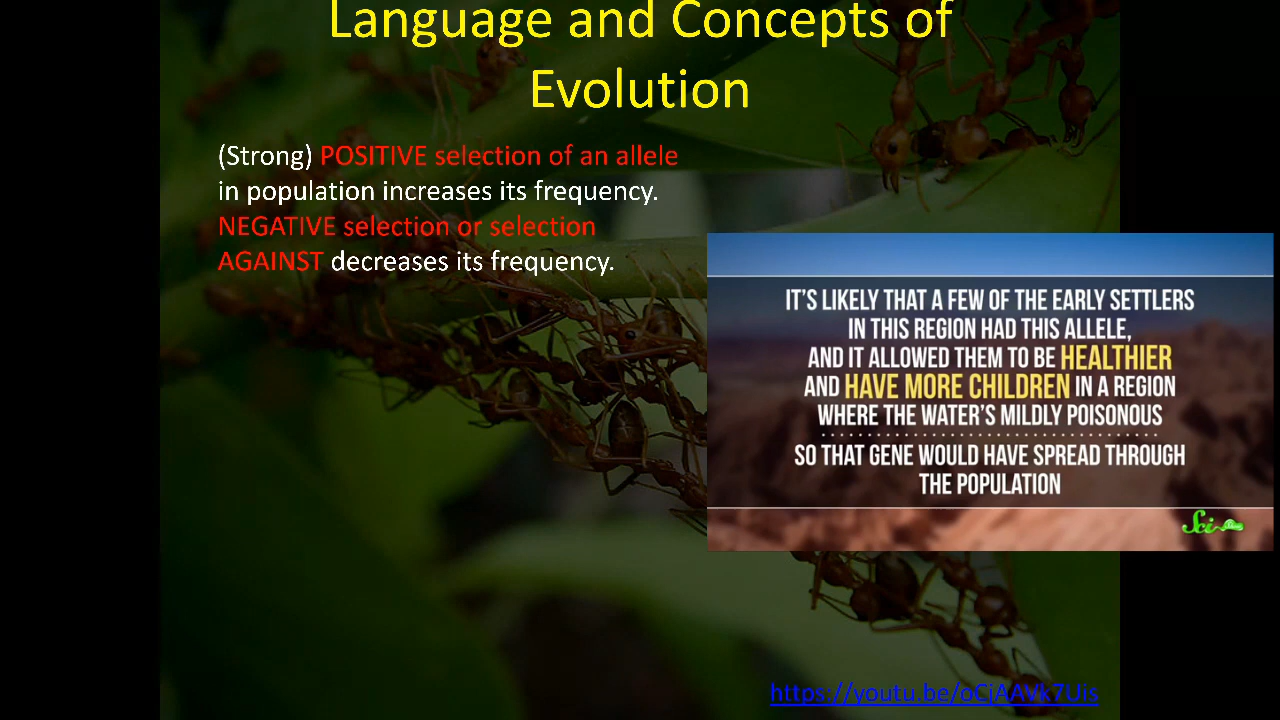 Language and Concepts of
Evolution
(Strong) POSITIVE selection of an allele
in population increases its frequency.
NEGATIVE selection or selection
AGAINST decreases its frequency.
IT'S LIKELY THAT A FEW OF THE EARLY SETTLERS
IN THIS REGION HAD THIS ALLELE,
AND IT ALLOWED THEM TO BE HEALTHIER
AND HAVE MORE CHILDREN IN A REGION
WHERE THE WATER'S MILDLY POISONOUS
SO THAT GENE WOULD HAVE SPREAD THROUGH
THE POPULATION
Sci
https://youtu.be/oCjAAVk7Uis